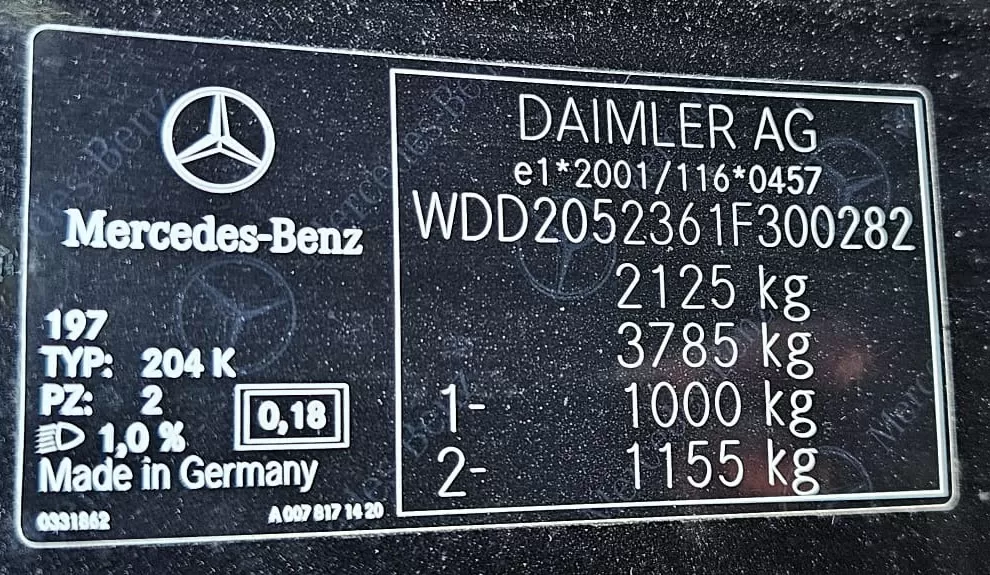 Mercedes-Benz
197
TYP: 204 K
PZ: 2
1,0 %
0,18
Made in Germany
0331862
A 007 817 14 20
DAIMLER AG
e1*2001/116*0457
WDD2052361F300282
2125 kg
3785 kg
1- 1000 kg
2- 1155 kg